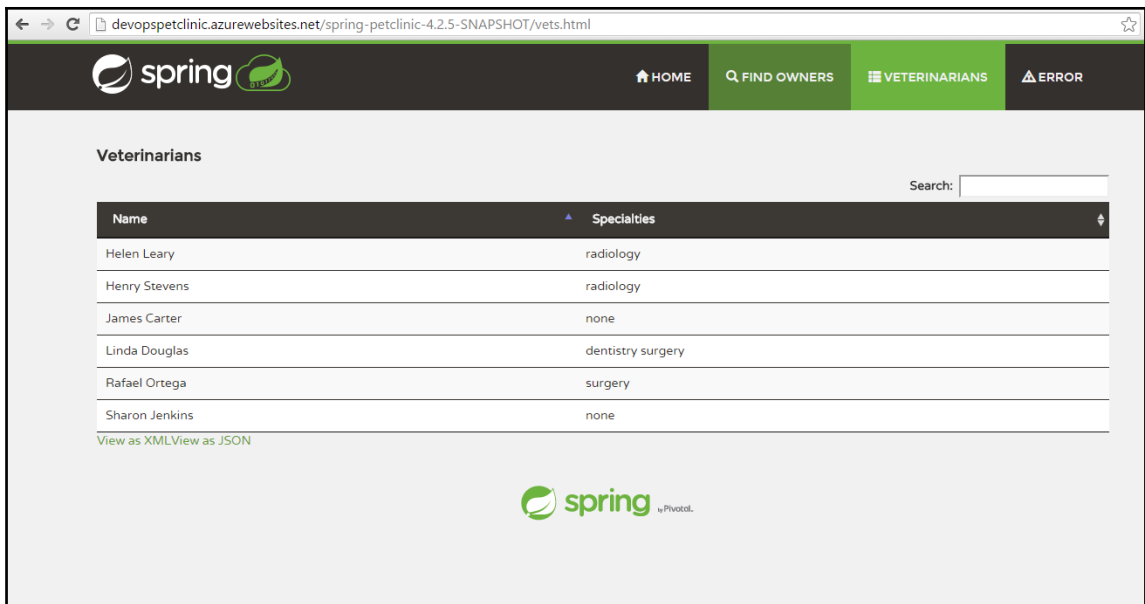 devopspetclinic.azurewebsites.net/spring-petclinic-4.2.5-SNAPSHOT/vets.html
spring
HOME FIND OWNERS VETERINARIANS ERROR
Veterinarians
Search:
Name Specialties
Helen Leary radiology
Henry Stevens radiology
James Carter none
Linda Douglas dentistry surgery
Rafael Ortega surgery
Sharon Jenkins none
View as XMLView as JSON
spring by Pivotal.